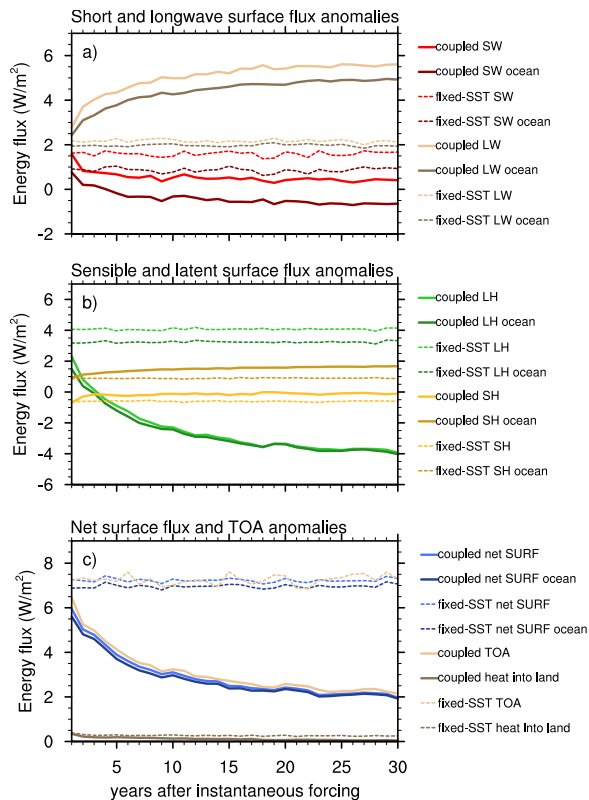 Short and longwave surface flux anomalies
a)
Energy flux (W/m²)
6
4
2
0
-2
coupled SW
coupled SW ocean
fixed-SST SW
fixed-SST SW ocean
coupled LW
coupled LW ocean
fixed-SST LW
fixed-SST LW ocean
Sensible and latent surface flux anomalies
b)
Energy flux (W/m²)
6
4
2
0
-2
-4
-6
coupled LH
coupled LH ocean
fixed-SST LH
fixed-SST LH ocean
coupled SH
coupled SH ocean
fixed-SST SH
fixed-SST SH ocean
Net surface flux and TOA anomalies
c)
Energy flux (W/m²)
8
6
4
2
0
5 10 15 20 25 30
years after instantaneous forcing
coupled net SURF
coupled net SURF ocean
fixed-SST net SURF
fixed-SST net SURF ocean
coupled TOA
coupled heat into land
fixed-SST TOA
fixed-SST heat into land